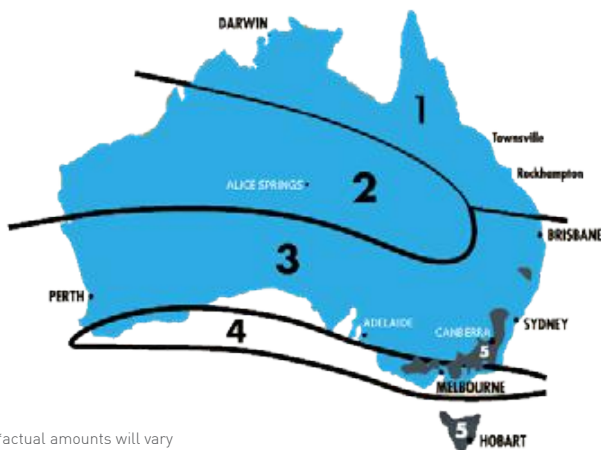 DARWIN
1
Townsville
Rockhampton
ALICE SPRINGS
2
BRISBANE
3
PERTH
SYDNEY
ADELAIDE
CANBERRA
4
5
MELBOURNE
5
HOBART
*actual amounts will vary